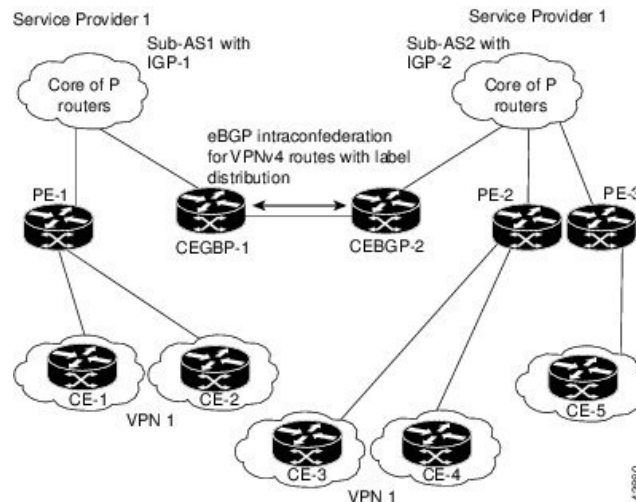 Service Provider 1
Service Provider 1
Sub-AS1 with
IGP-1
Sub-AS2 with
IGP-2
Core of P
routers
Core of P
routers
eBGP intraconfederation
for VPNv4 routes with label
distribution
PE-1
PE-2
PE-3
CEGBP-1
CEBGP-2
CE-1
CE-2
VPN 1
CE-5
CE-3
CE-4
VPN 1